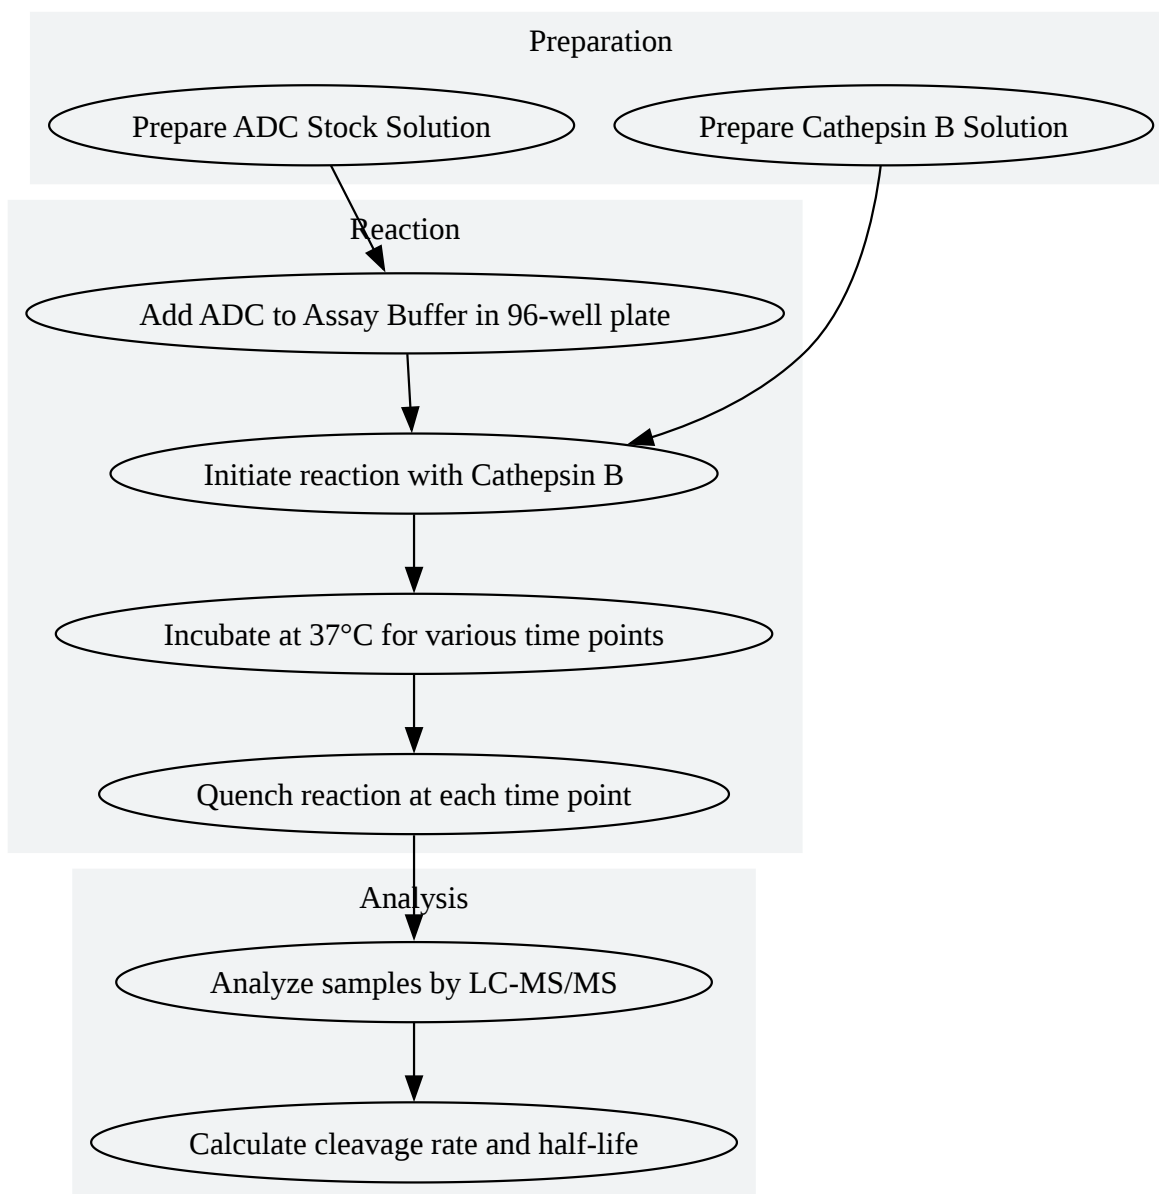 Preparation
Prepare ADC Stock Solution
Prepare Cathepsin B Solution
Reaction
Add ADC to Assay Buffer in 96-well plate
Initiate reaction with Cathepsin B
Incubate at 37°C for various time points
Quench reaction at each time point
Analysis
Analyze samples by LC-MS/MS
Calculate cleavage rate and half-life